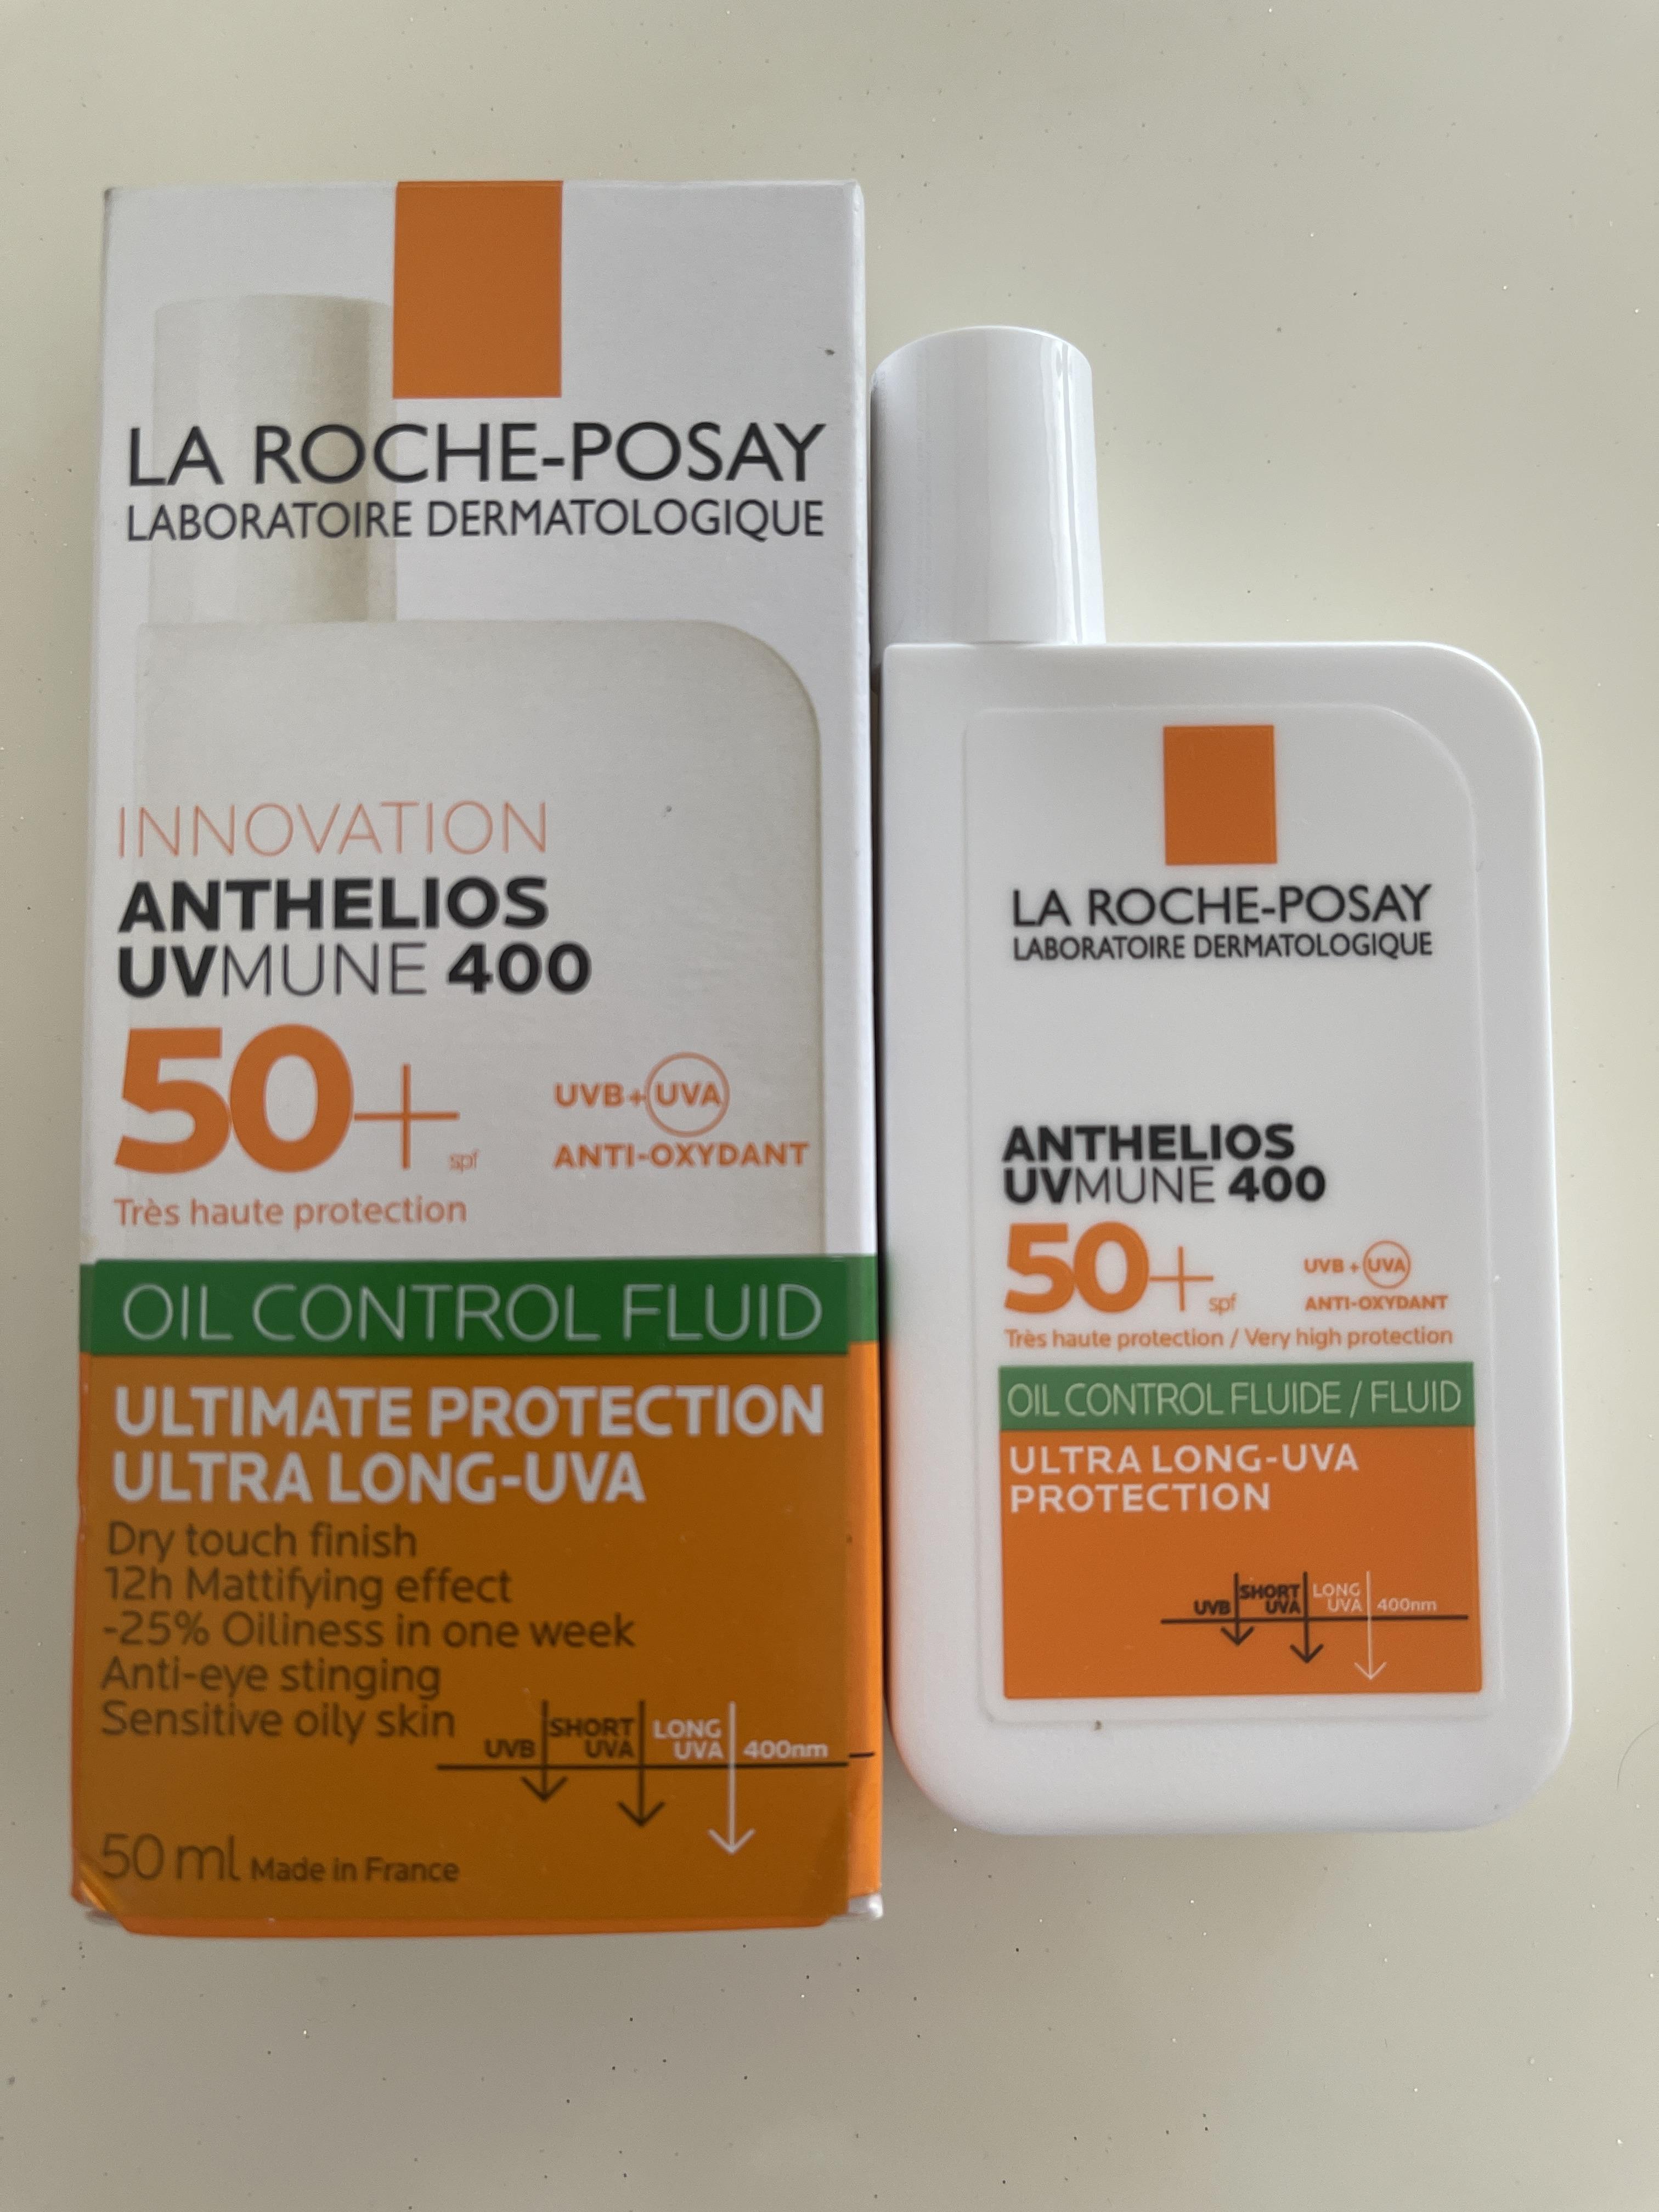 LA ROCHE-POSAY
LABORATOIRE DERMATOLOGIQUE
INNOVATION
ANTHELIOS
UVMUNE 400
50+ spf
UVB+UVA
ANTI-OXYDANT
Très haute protection
OIL CONTROL FLUID
ULTIMATE PROTECTION
ULTRA LONG-UVA
Dry touch finish
12h Mattifying effect
-25% Oiliness in one week
Anti-eye stinging
Sensitive oily skin
UVB
SHORT
UVA
LONG
UVA
400nm
50 ml Made in France
LA ROCHE-POSAY
LABORATOIRE DERMATOLOGIQUE
ANTHELIOS
UVMUNE 400
50+ spf
UVB + UVA
ANTI-OXYDANT
Très haute protection / Very high protection
OIL CONTROL FLUIDE / FLUID
ULTRA LONG-UVA
PROTECTION
UVB
SHORT
UVA
LONG
UVA
400nm